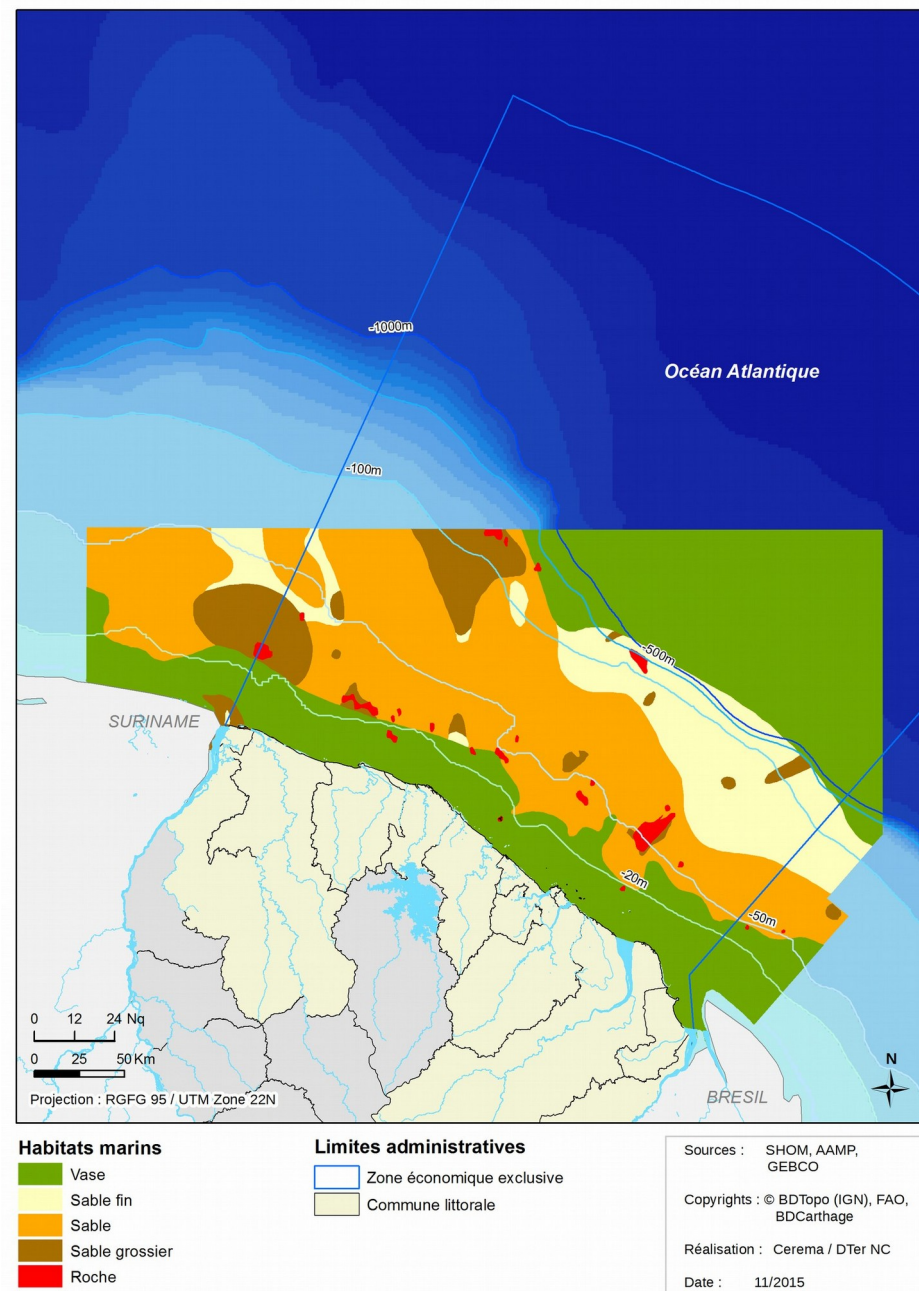 -1000m
Océan Atlantique
-100m
-500m
SURINAME
-20m
-50m
0 12 24 Nq
0 25 50 Km
Projection : RGFG 95 / UTM Zone 22N
N
BRESIL
Habitats marins
Vase
Sable fin
Sable
Sable grossier
Roche
Limites administratives
Zone économique exclusive
Commune littorale
Sources : SHOM, AAMP,
GEBCO
Copyrights : © BDTopo (IGN), FAO,
BDCarthage
Réalisation : Cerema / DTer NC
Date : 11/2015